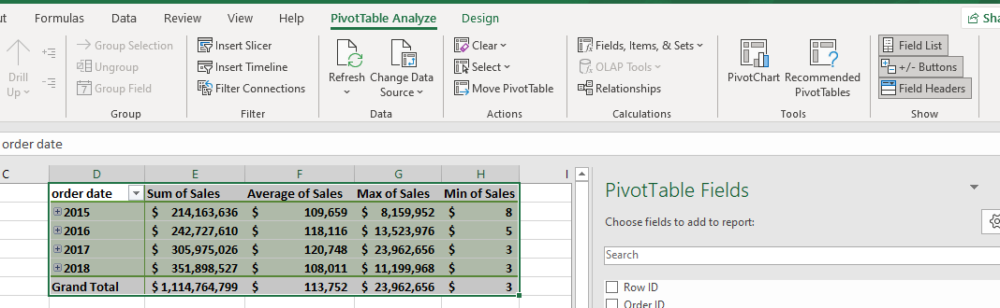 ut Formulas Data Review View Help PivotTable Analyze Design Sha
Group Selection Insert Slicer Clear Fields, Items, & Sets Field List
Drill Up Ungroup Insert Timeline Refresh Change Data Source Select OLAP Tools PivotChart Recommended PivotTables +/- Buttons
7 Group Field Filter Connections Move PivotTable Relationships Field Headers
Group Filter Data Actions Calculations Tools Show
order date
C D E F G H I
order date Sum of Sales Average of Sales Max of Sales Min of Sales
2015 $ 214,163,636 $ 109,659 $ 8,159,952 $ 8
2016 $ 242,727,610 $ 118,116 $ 13,523,976 $ 5
2017 $ 305,975,026 $ 120,748 $ 23,962,656 $ 3
2018 $ 351,898,527 $ 108,011 $ 11,199,968 $ 3
Grand Total $ 1,114,764,799 $ 113,752 $ 23,962,656 $ 3
PivotTable Fields
Choose fields to add to report:
Search
Row ID
Order ID